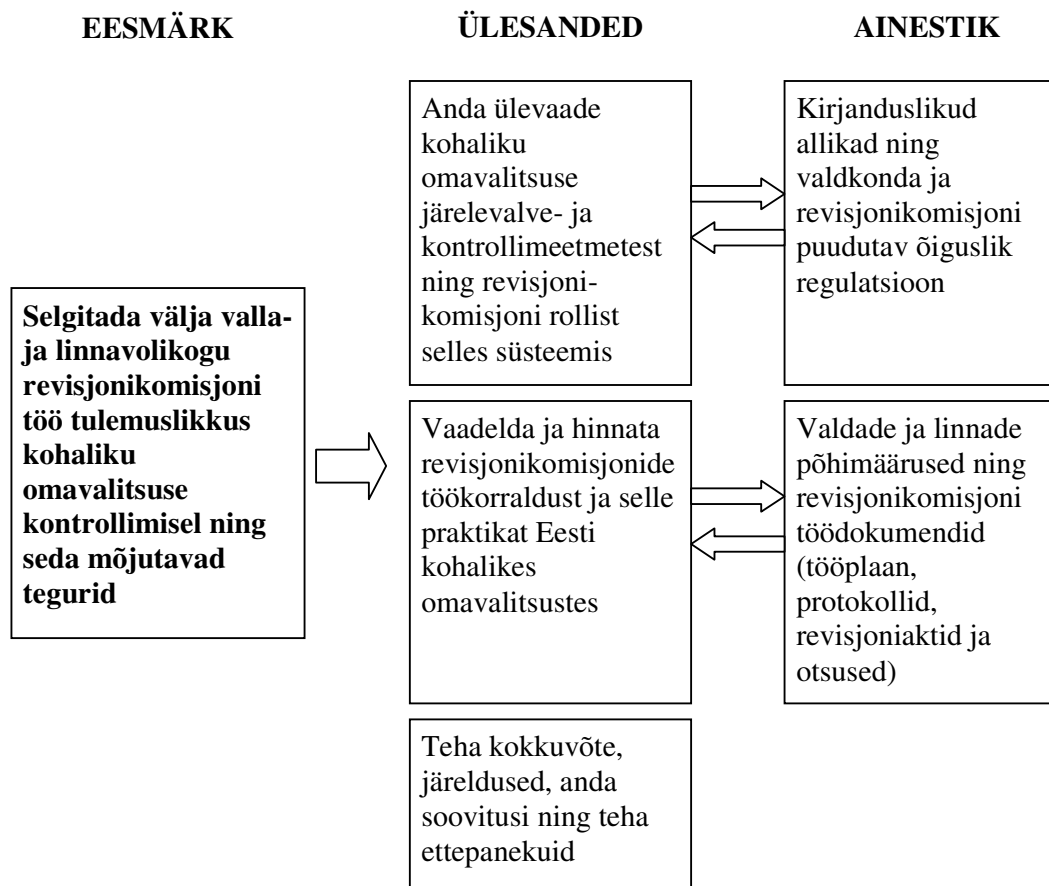 EESMÄRK
ÜLESANDED
AINESTIK
Selgitada välja valla-
ja linnavolikogu
revisjonikomisjoni
töö tulemuslikkus
kohaliku
omavalitsuse
kontrollimisel ning
seda mõjutavad
tegurid
Anda ülevaade
kohaliku
omavalitsuse
järelevalve- ja
kontrollimeetmetest
ning revisjoni-
komisjoni rollist
selles süsteemis
Kirjanduslikud
allikad ning
valdkonda ja
revisjonikomisjoni
puudutav õiguslik
regulatsioon
Vaadelda ja hinnata
revisjonikomisjonide
töökorraldust ja selle
praktikat Eesti
kohalikes
omavalitsustes
Valdade ja linnade
põhimäärused ning
revisjonikomisjoni
töödokumendid
(tööplaan,
protokollid,
revisjoniaktid ja
otsused)
Teha kokkuvõte,
järeldused, anda
soovitusi ning teha
ettepanekuid